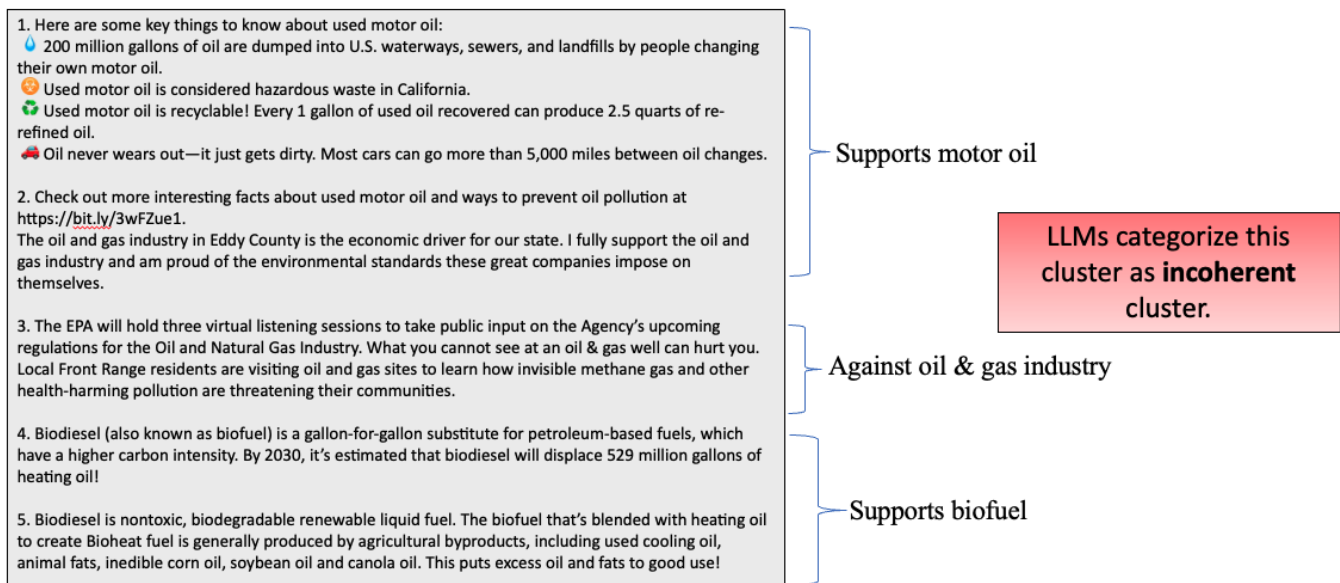 1. Here are some key things to know about used motor oil:
💧 200 million gallons of oil are dumped into U.S. waterways, sewers, and landfills by people changing
their own motor oil.
☣ Used motor oil is considered hazardous waste in California.
♻ Used motor oil is recyclable! Every 1 gallon of used oil recovered can produce 2.5 quarts of re-
refined oil.
🚗 Oil never wears out—it just gets dirty. Most cars can go more than 5,000 miles between oil changes.
2. Check out more interesting facts about used motor oil and ways to prevent oil pollution at
https://bit.ly/3wFZue1.
The oil and gas industry in Eddy County is the economic driver for our state. I fully support the oil and
gas industry and am proud of the environmental standards these great companies impose on
themselves.
3. The EPA will hold three virtual listening sessions to take public input on the Agency's upcoming
regulations for the Oil and Natural Gas Industry. What you cannot see at an oil & gas well can hurt you.
Local Front Range residents are visiting oil and gas sites to learn how invisible methane gas and other
health-harming pollution are threatening their communities.
4. Biodiesel (also known as biofuel) is a gallon-for-gallon substitute for petroleum-based fuels, which
have a higher carbon intensity. By 2030, it's estimated that biodiesel will displace 529 million gallons of
heating oil!
5. Biodiesel is nontoxic, biodegradable renewable liquid fuel. The biofuel that's blended with heating oil
to create Bioheat fuel is generally produced by agricultural byproducts, including used cooling oil,
animal fats, inedible corn oil, soybean oil and canola oil. This puts excess oil and fats to good use!
Supports motor oil
Against oil & gas industry
Supports biofuel
LLMs categorize this
cluster as incoherent
cluster.